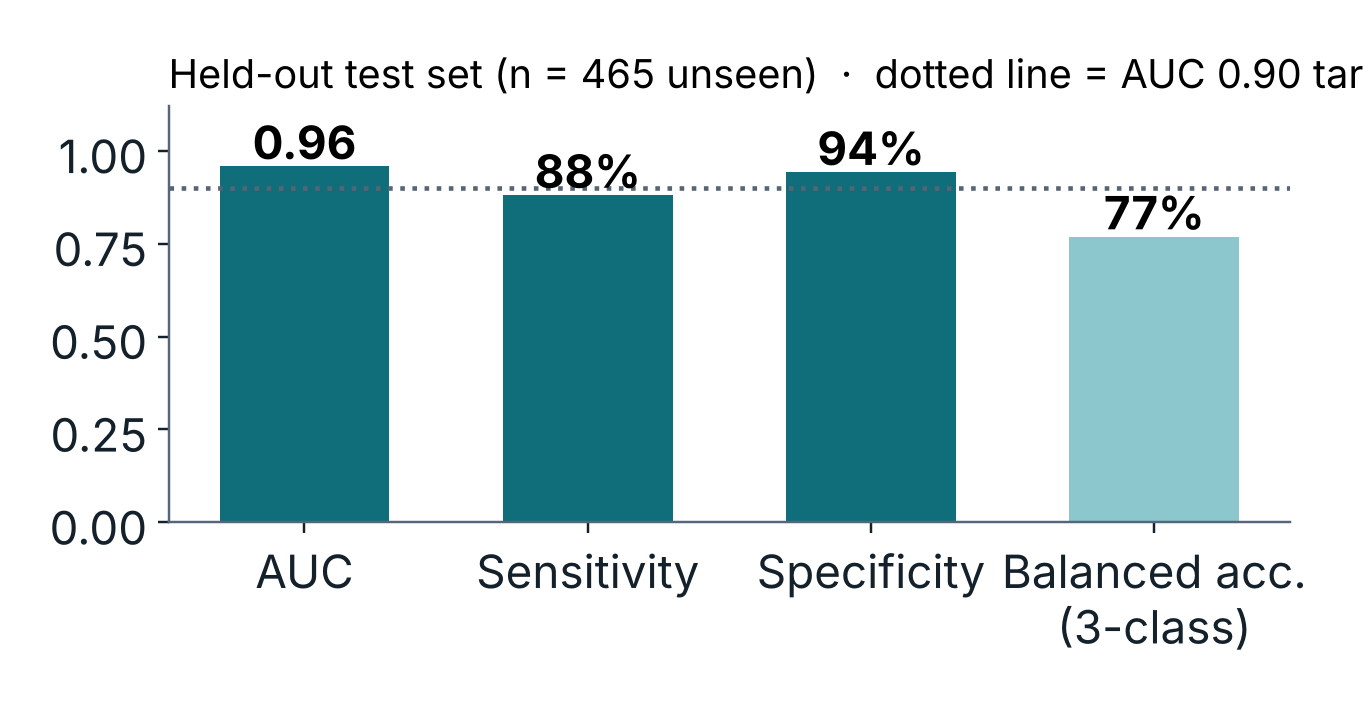 Held-out test set (n = 465 unseen) · dotted line = AUC 0.90 tar
1.00
0.75
0.50
0.25
0.00
0.96
88%
94%
77%
AUC
Sensitivity
Specificity
Balanced acc.
(3-class)